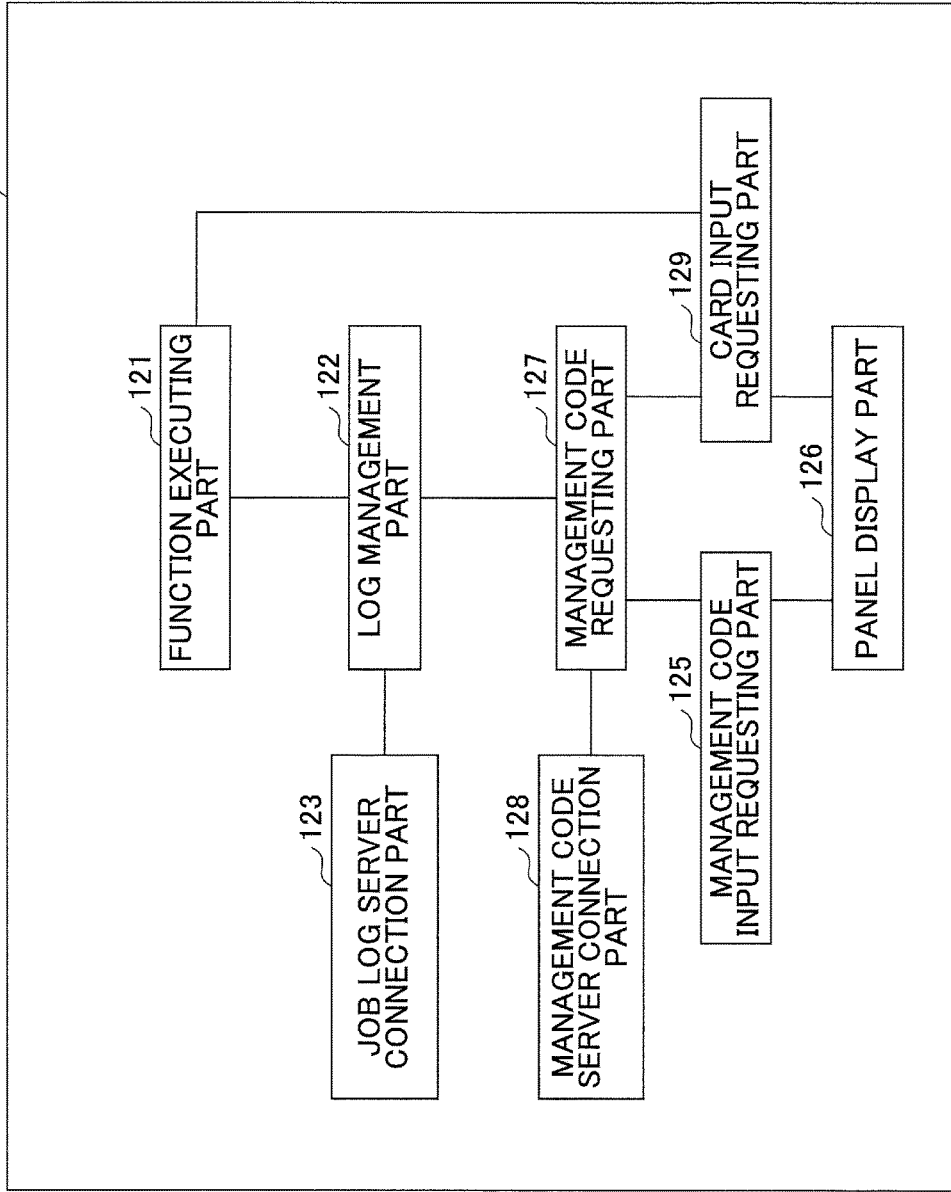 121
FUNCTION EXECUTING
PART
122
LOG MANAGEMENT
PART
123
JOB LOG SERVER
CONNECTION PART
127
MANAGEMENT CODE
REQUESTING PART
128
MANAGEMENT CODE
SERVER CONNECTION
PART
129
CARD INPUT
REQUESTING PART
125
MANAGEMENT CODE
INPUT REQUESTING PART
126
PANEL DISPLAY PART